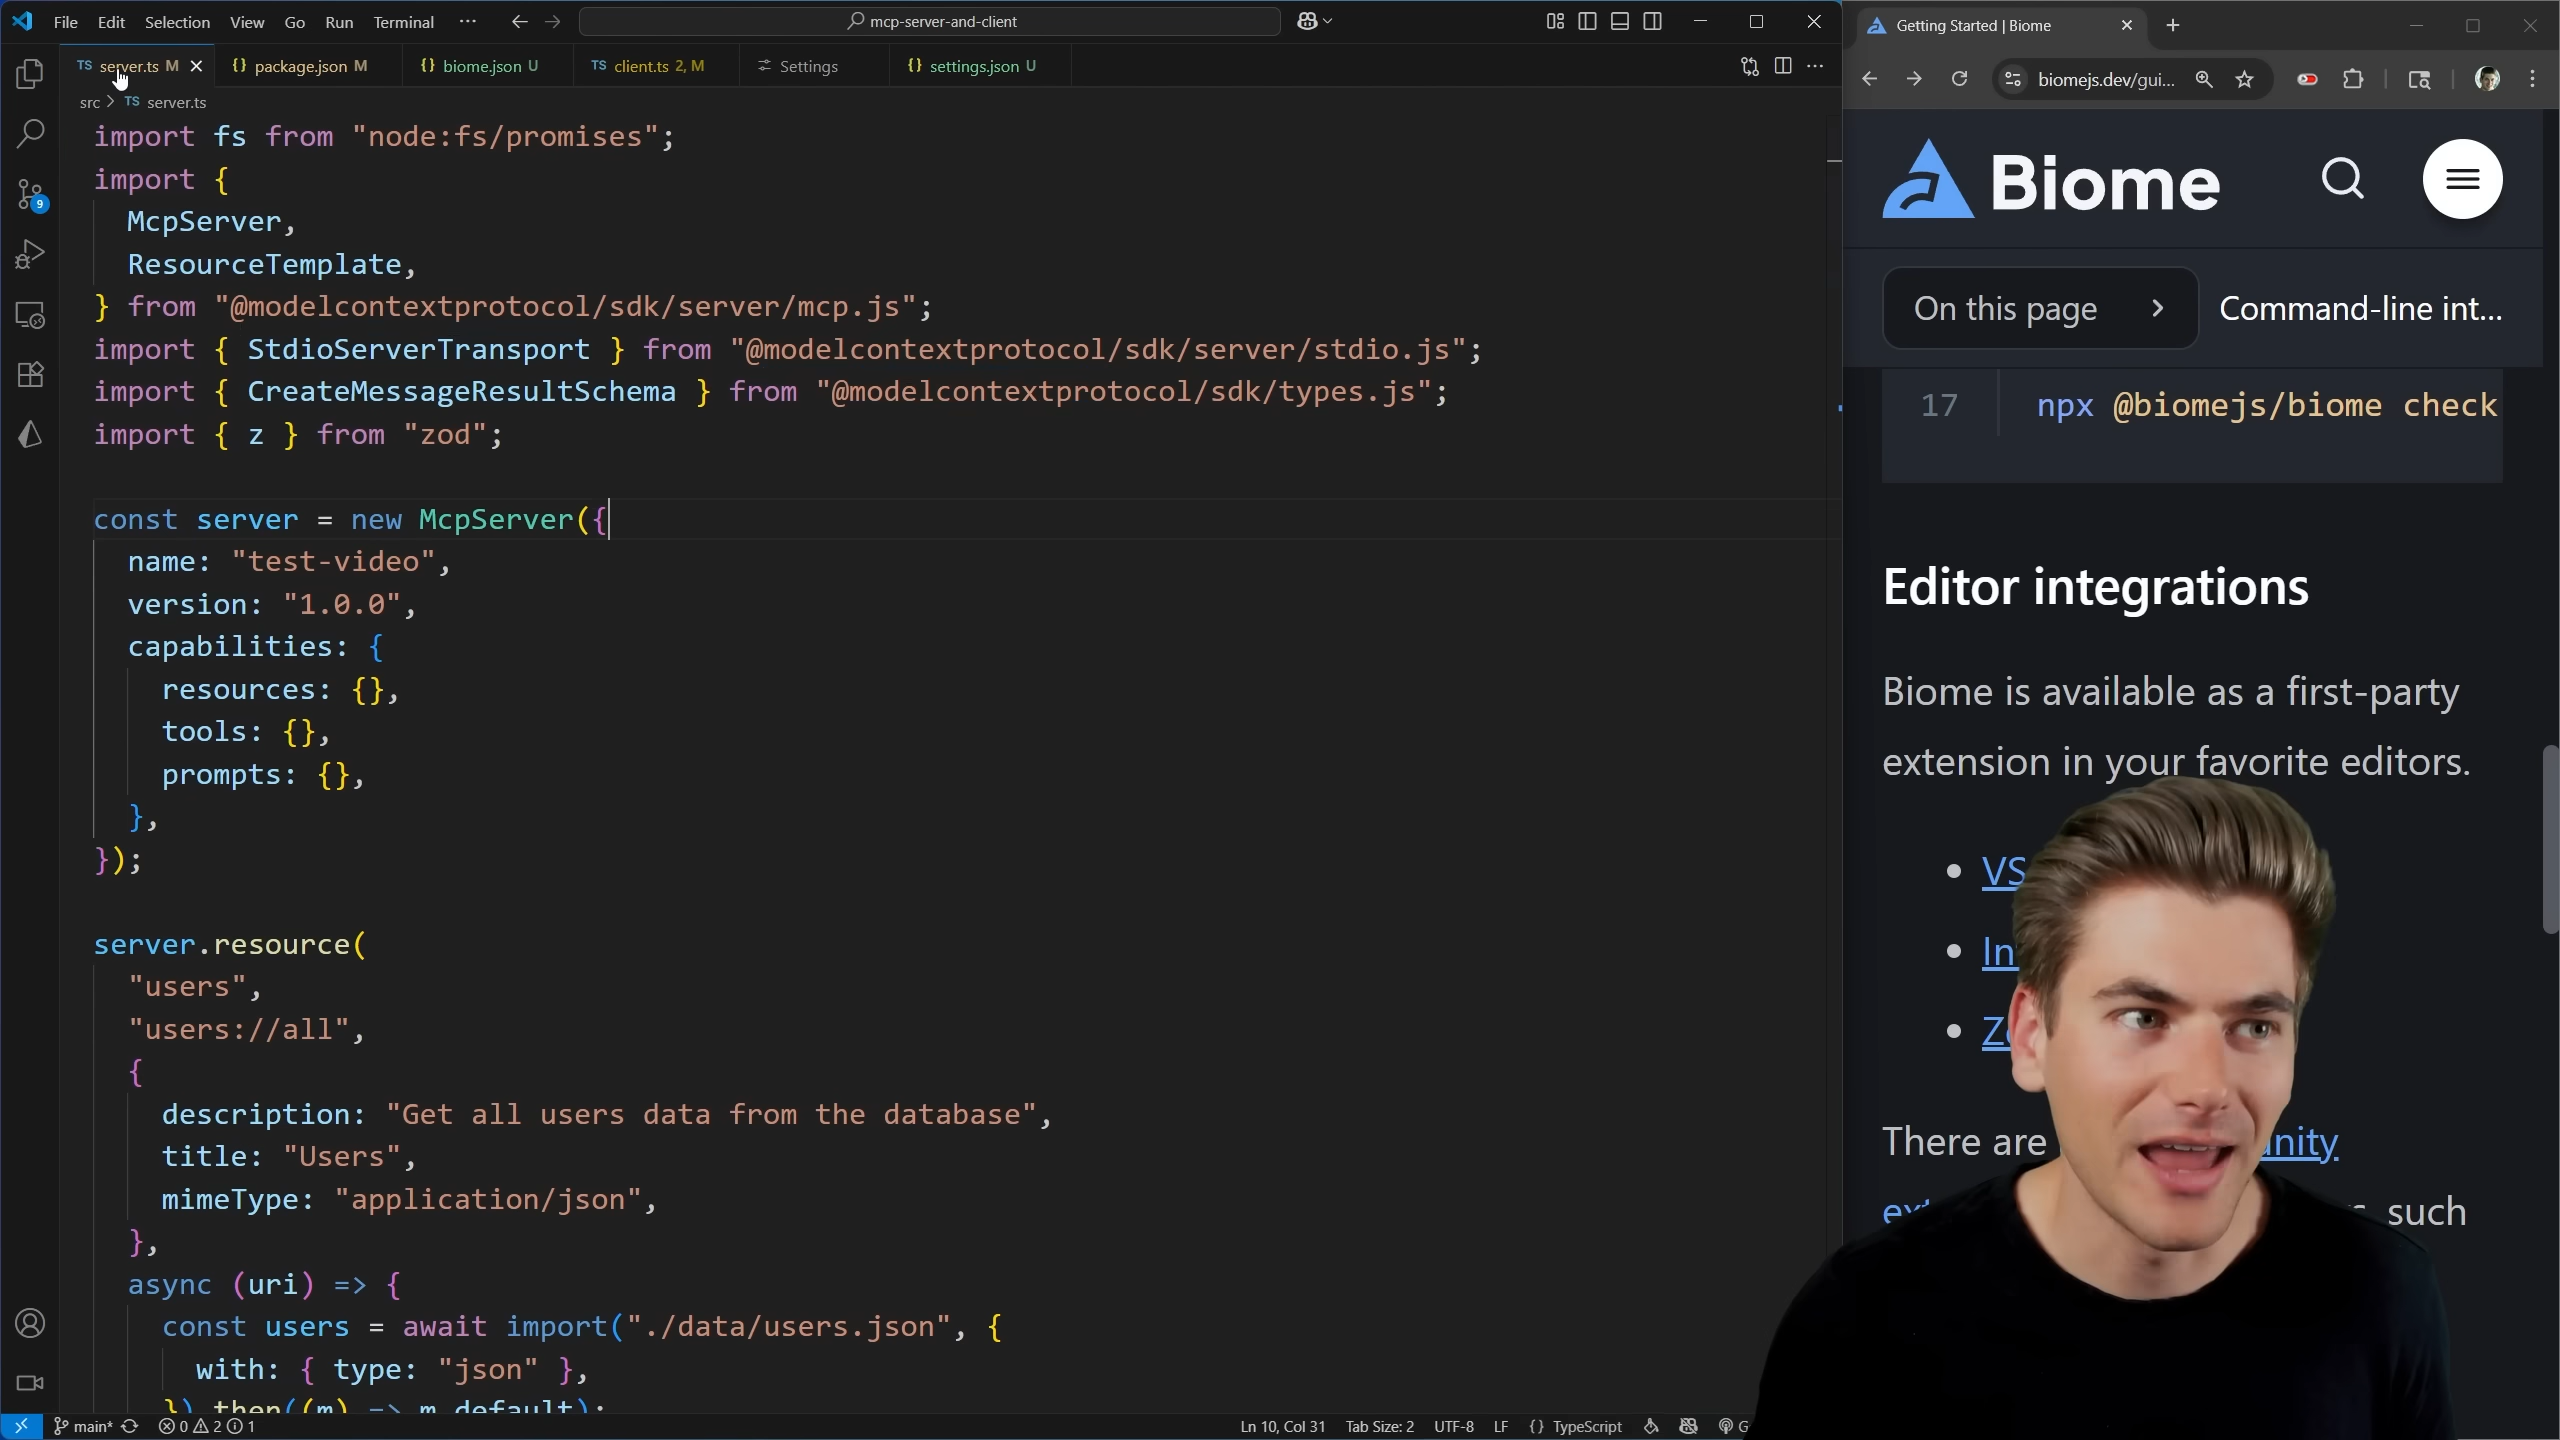 File Edit Selection View Go Run Terminal ···
mcp-server-and-client
TS server.ts M
{} package.json M
{} biome.json U
TS client.ts 2, M
Settings
{} settings.json U
src > TS server.ts
import fs from "node:fs/promises";
import {
McpServer,
ResourceTemplate,
} from "@modelcontextprotocol/sdk/server/mcp.js";
import { StdioServerTransport } from "@modelcontextprotocol/sdk/server/stdio.js";
import { CreateMessageResultSchema } from "@modelcontextprotocol/sdk/types.js";
import { z } from "zod";
const server = new McpServer({
name: "test-video",
version: "1.0.0",
capabilities: {
resources: {},
tools: {},
prompts: {},
},
});
server.resource(
"users",
"users://all",
{
description: "Get all users data from the database",
title: "Users",
mimeType: "application/json",
},
async (uri) => {
const users = await import("./data/users.json", {
with: { type: "json" },
}).then((m) => m.default);
9
main* 0 2 1
Ln 10, Col 31 Tab Size: 2 UTF-8 LF {} TypeScript
Getting Started | Biome
biomejs.dev/gui...
Biome
On this page > Command-line int...
17 npx @biomejs/biome check
Editor integrations
Biome is available as a first-party
extension in your favorite editors.
VS
In
There are
such